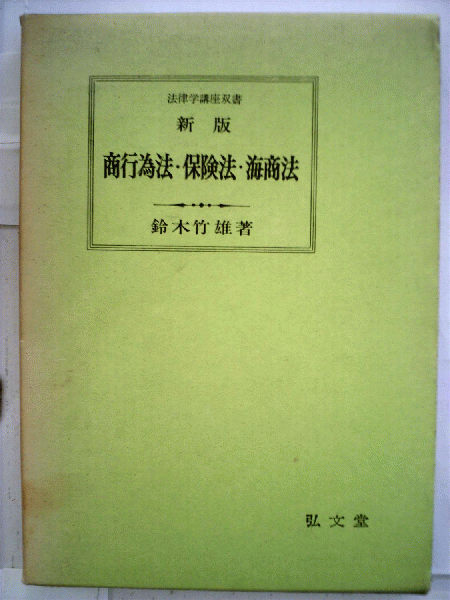 法律学講座双書
新版
商行為法・保険法・海商法
鈴木竹雄著
弘文堂